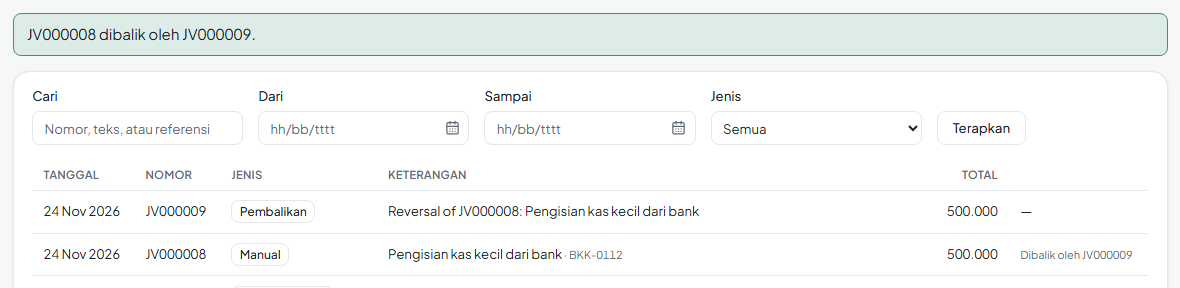 JV000008 dibalik oleh JV000009.
Cari Dari Sampai Jenis
Nomor, teks, atau referensi hh/bb/tttt hh/bb/tttt Semua Terapkan
TANGGAL NOMOR JENIS KETERANGAN TOTAL
24 Nov 2026 JV000009 Pembalikan Reversal of JV000008: Pengisian kas kecil dari bank 500.000 —
24 Nov 2026 JV000008 Manual Pengisian kas kecil dari bank · BKK-0112 500.000 Dibalik oleh JV000009